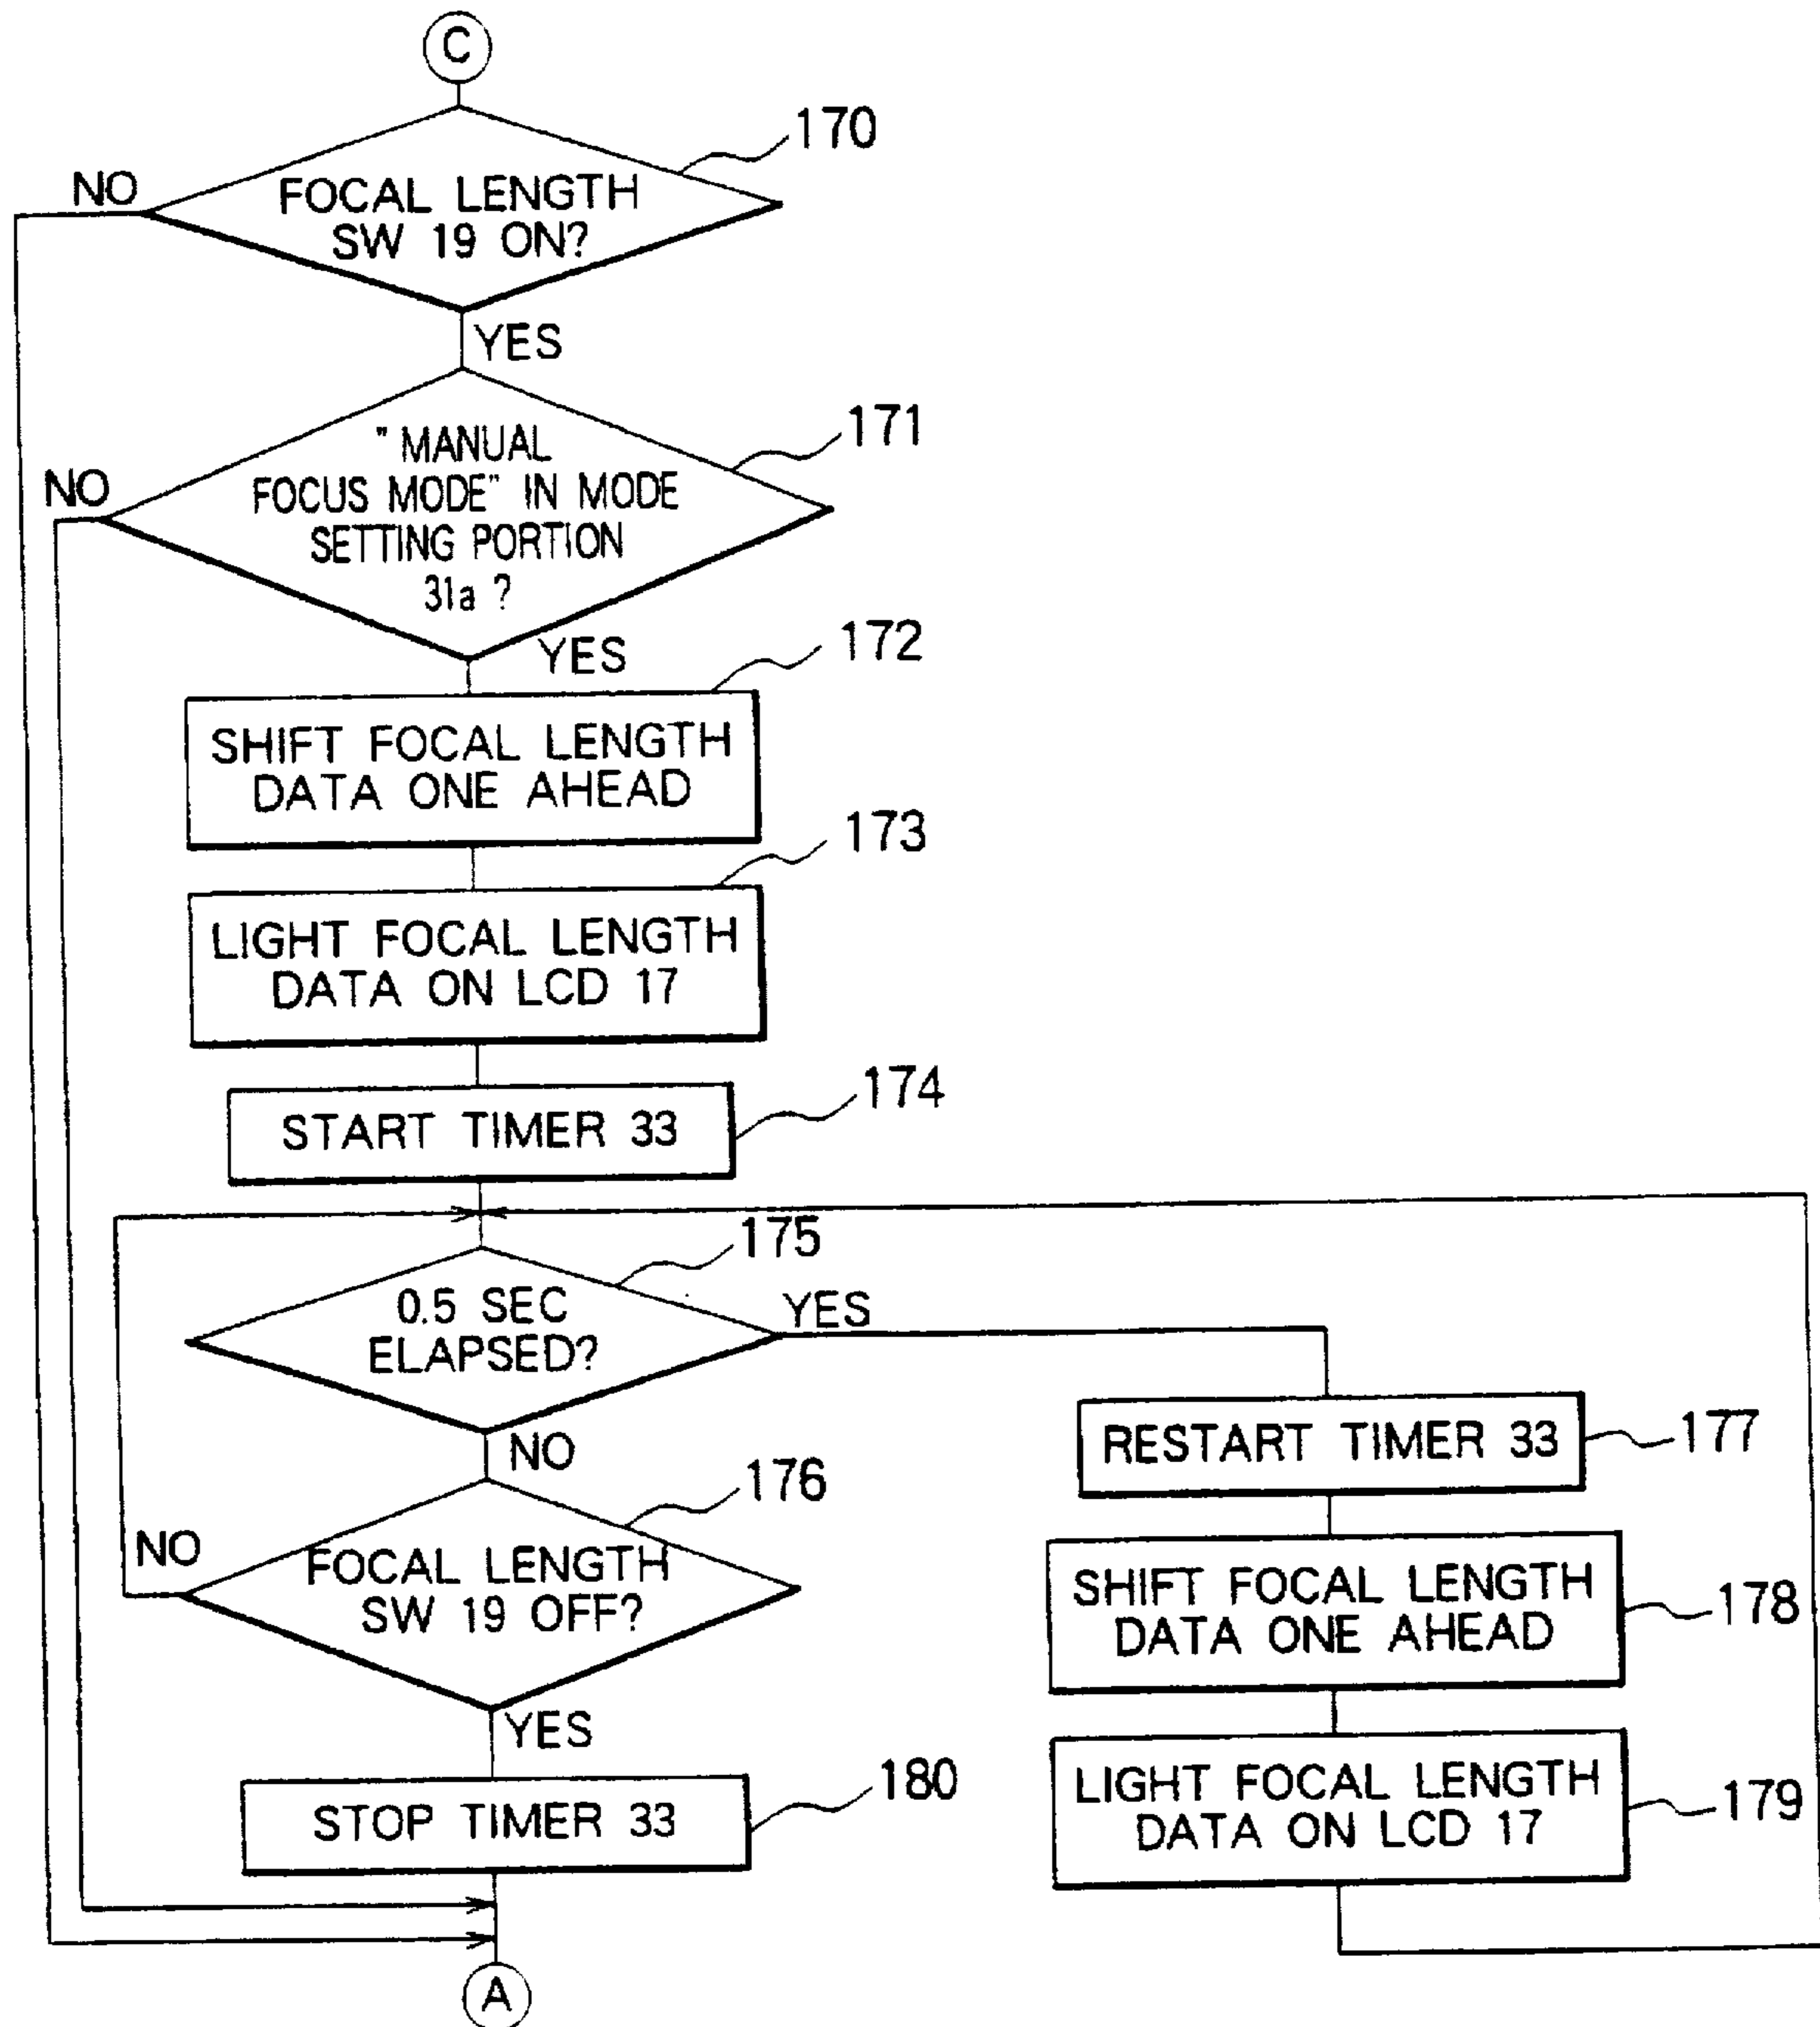 C
170
NO
FOCAL LENGTH
SW 19 ON?
YES
171
NO
"MANUAL
FOCUS MODE" IN MODE
SETTING PORTION
31a ?
YES
172
SHIFT FOCAL LENGTH
DATA ONE AHEAD
173
LIGHT FOCAL LENGTH
DATA ON LCD 17
174
START TIMER 33
175
0.5 SEC
ELAPSED?
YES
NO
177
RESTART TIMER 33
176
NO
FOCAL LENGTH
SW 19 OFF?
YES
178
SHIFT FOCAL LENGTH
DATA ONE AHEAD
179
LIGHT FOCAL LENGTH
DATA ON LCD 17
180
STOP TIMER 33
A